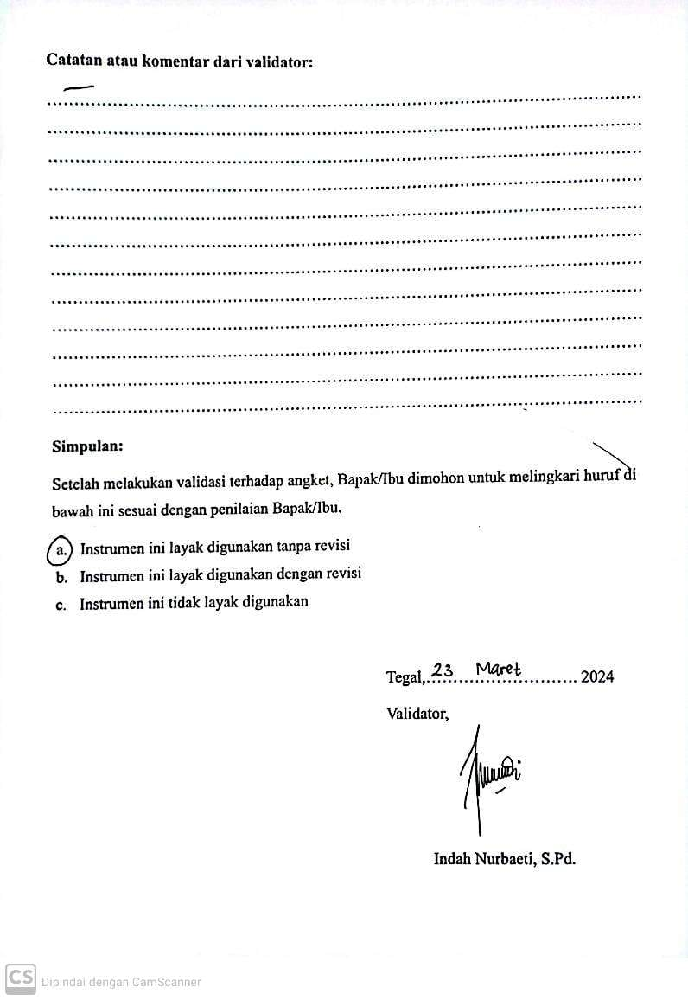 Catatan atau komentar dari validator:
Simpulan:
Setelah melakukan validasi terhadap angket, Bapak/Ibu dimohon untuk melingkari huruf di
bawah ini sesuai dengan penilaian Bapak/Ibu.
a. Instrumen ini layak digunakan tanpa revisi
b. Instrumen ini layak digunakan dengan revisi
c. Instrumen ini tidak layak digunakan
Tegal, 23 Maret 2024
Validator,
Indah Nurbaeti, S.Pd.
CS Dipindai dengan CamScanner